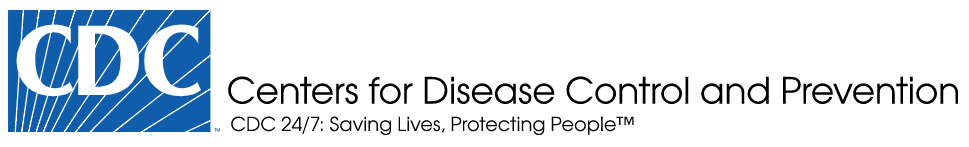 CDC
™
Centers for Disease Control and Prevention
CDC 24/7: Saving Lives, Protecting People™